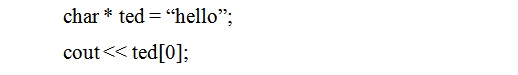 char * ted = “hello”;
cout << ted[0];